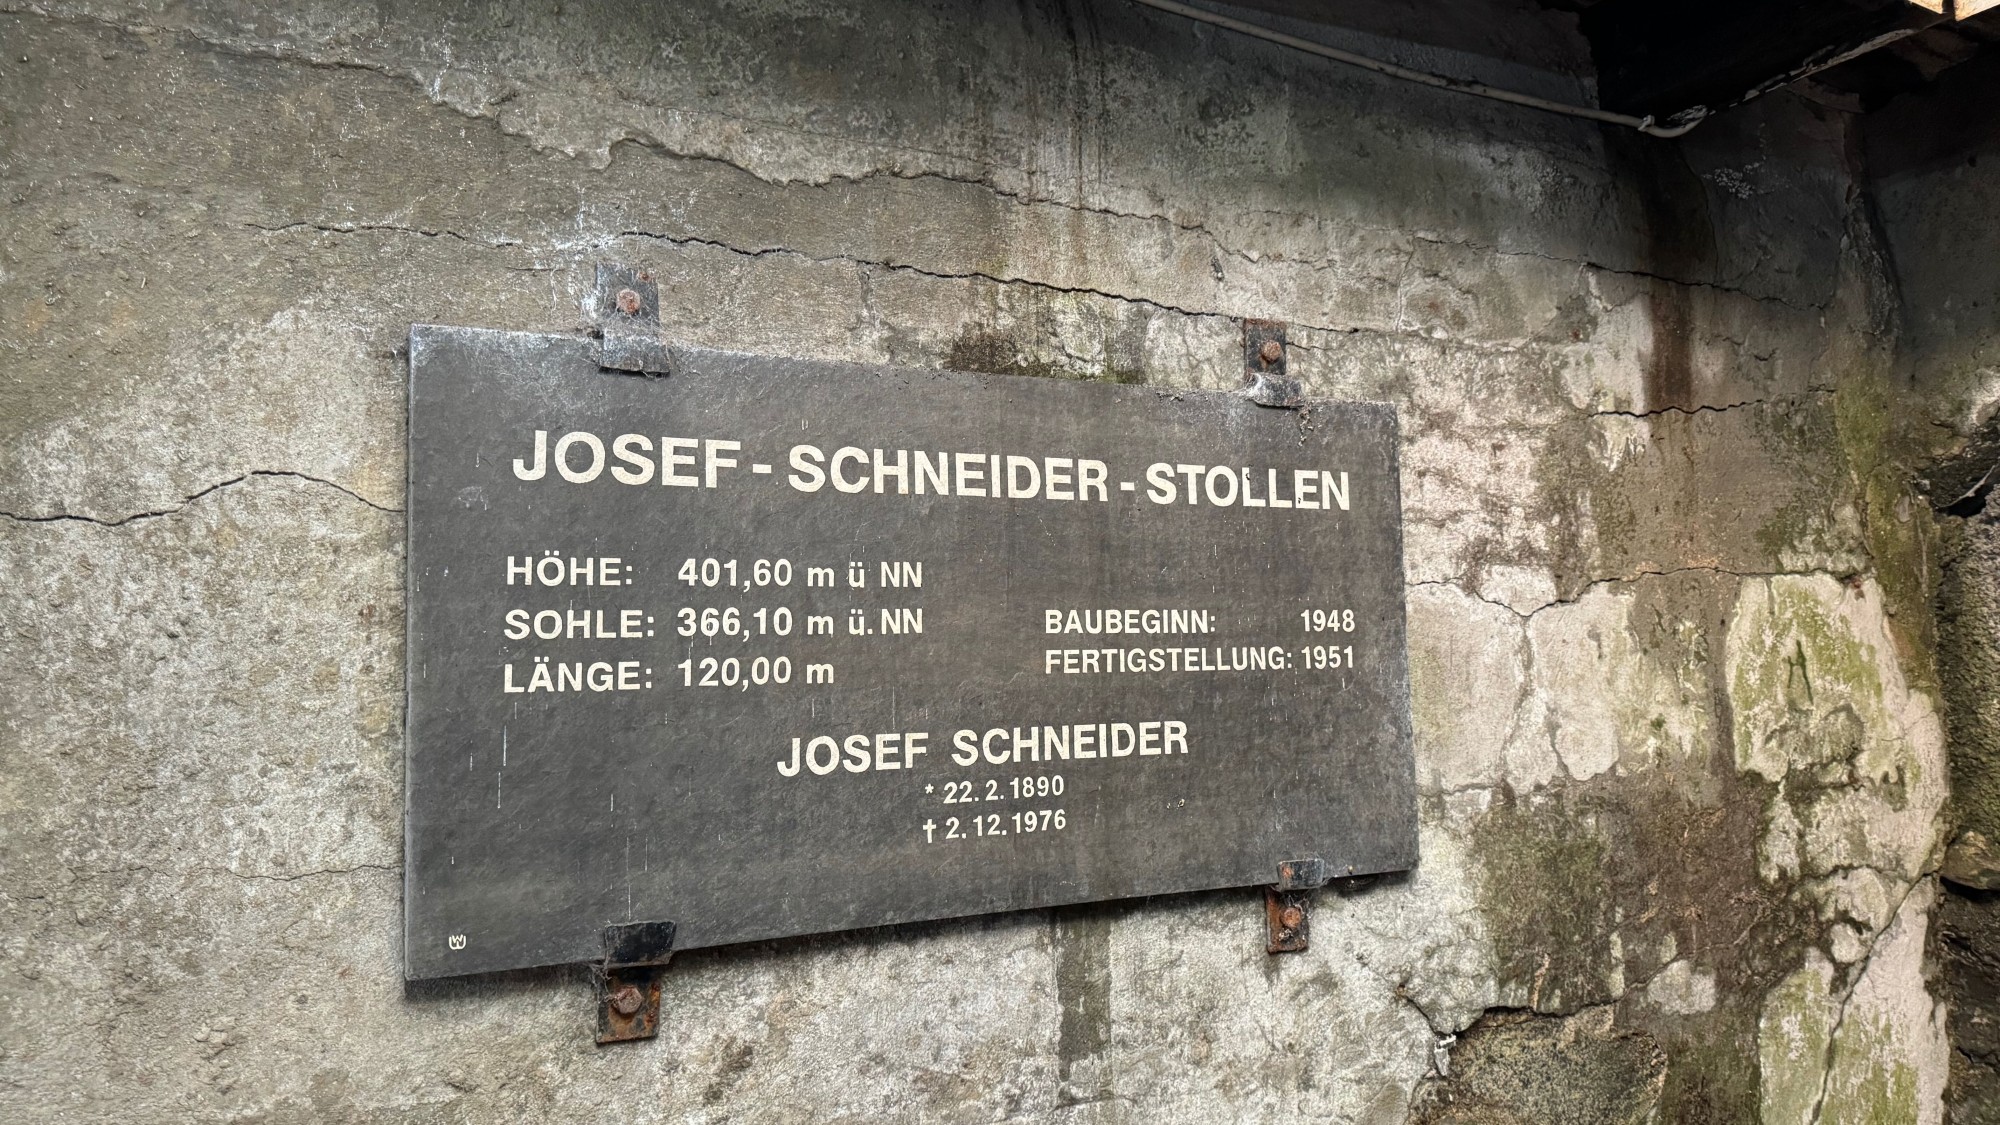 JOSEF - SCHNEIDER - STOLLEN
HÖHE: 401,60 m ü NN
SOHLE: 366,10 m ü. NN
LÄNGE: 120,00 m
BAUBEGINN: 1948
FERTIGSTELLUNG: 1951
JOSEF SCHNEIDER
* 22. 2. 1890
† 2. 12. 1976